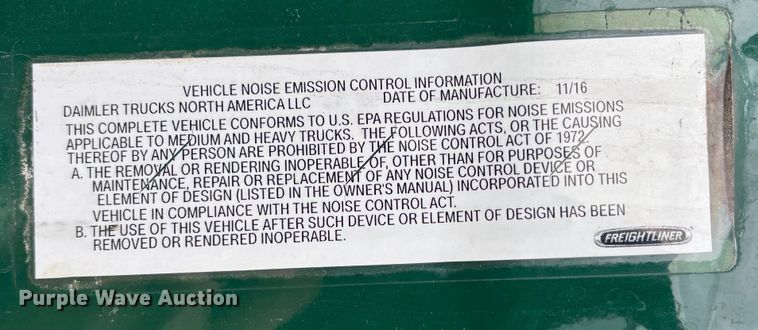 VEHICLE NOISE EMISSION CONTROL INFORMATION
DAIMLER TRUCKS NORTH AMERICA LLC DATE OF MANUFACTURE: 11/16
THIS COMPLETE VEHICLE CONFORMS TO U.S. EPA REGULATIONS FOR NOISE EMISSIONS
APPLICABLE TO MEDIUM AND HEAVY TRUCKS. THE FOLLOWING ACTS, OR THE CAUSING
THEREOF BY ANY PERSON ARE PROHIBITED BY THE NOISE CONTROL ACT OF 1972.
A. THE REMOVAL OR RENDERING INOPERABLE OF, OTHER THAN FOR PURPOSES OF
MAINTENANCE, REPAIR OR REPLACEMENT OF ANY NOISE CONTROL DEVICE OR
ELEMENT OF DESIGN (LISTED IN THE OWNER'S MANUAL) INCORPORATED INTO THIS
VEHICLE IN COMPLIANCE WITH THE NOISE CONTROL ACT.
B. THE USE OF THIS VEHICLE AFTER SUCH DEVICE OR ELEMENT OF DESIGN HAS BEEN
REMOVED OR RENDERED INOPERABLE.
FREIGHTLINER
Purple Wave Auction